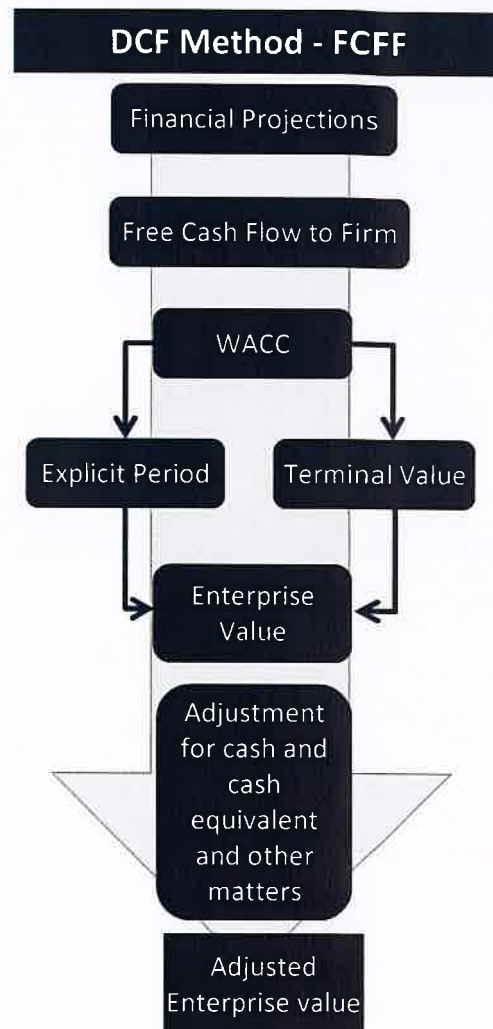 DCF Method - FCFF
Financial Projections
Free Cash Flow to Firm
WACC
Explicit Period
Terminal Value
Enterprise
Value
Adjustment
for cash and
cash
equivalent
and other
matters
Adjusted
Enterprise value